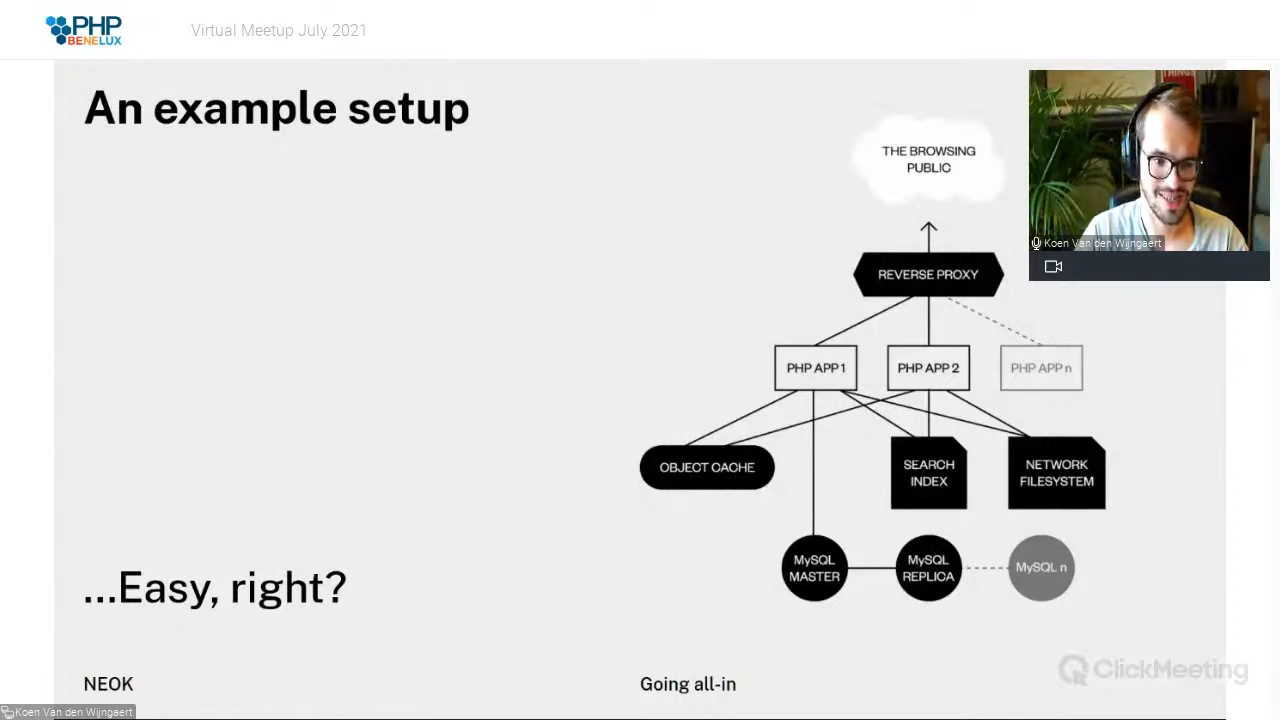 PHP
BENELUX
Virtual Meetup July 2021
An example setup
THE BROWSING
PUBLIC
THINGS
Koen Van den Wijngaert
REVERSE PROXY
PHP APP 1
PHP APP 2
PHP APP n
OBJECT CACHE
SEARCH
INDEX
NETWORK
FILESYSTEM
MySQL
MASTER
MySQL
REPLICA
MySQL n
...Easy, right?
ClickMeeting
NEOK
Going all-in
Koen Van den Wijngaert